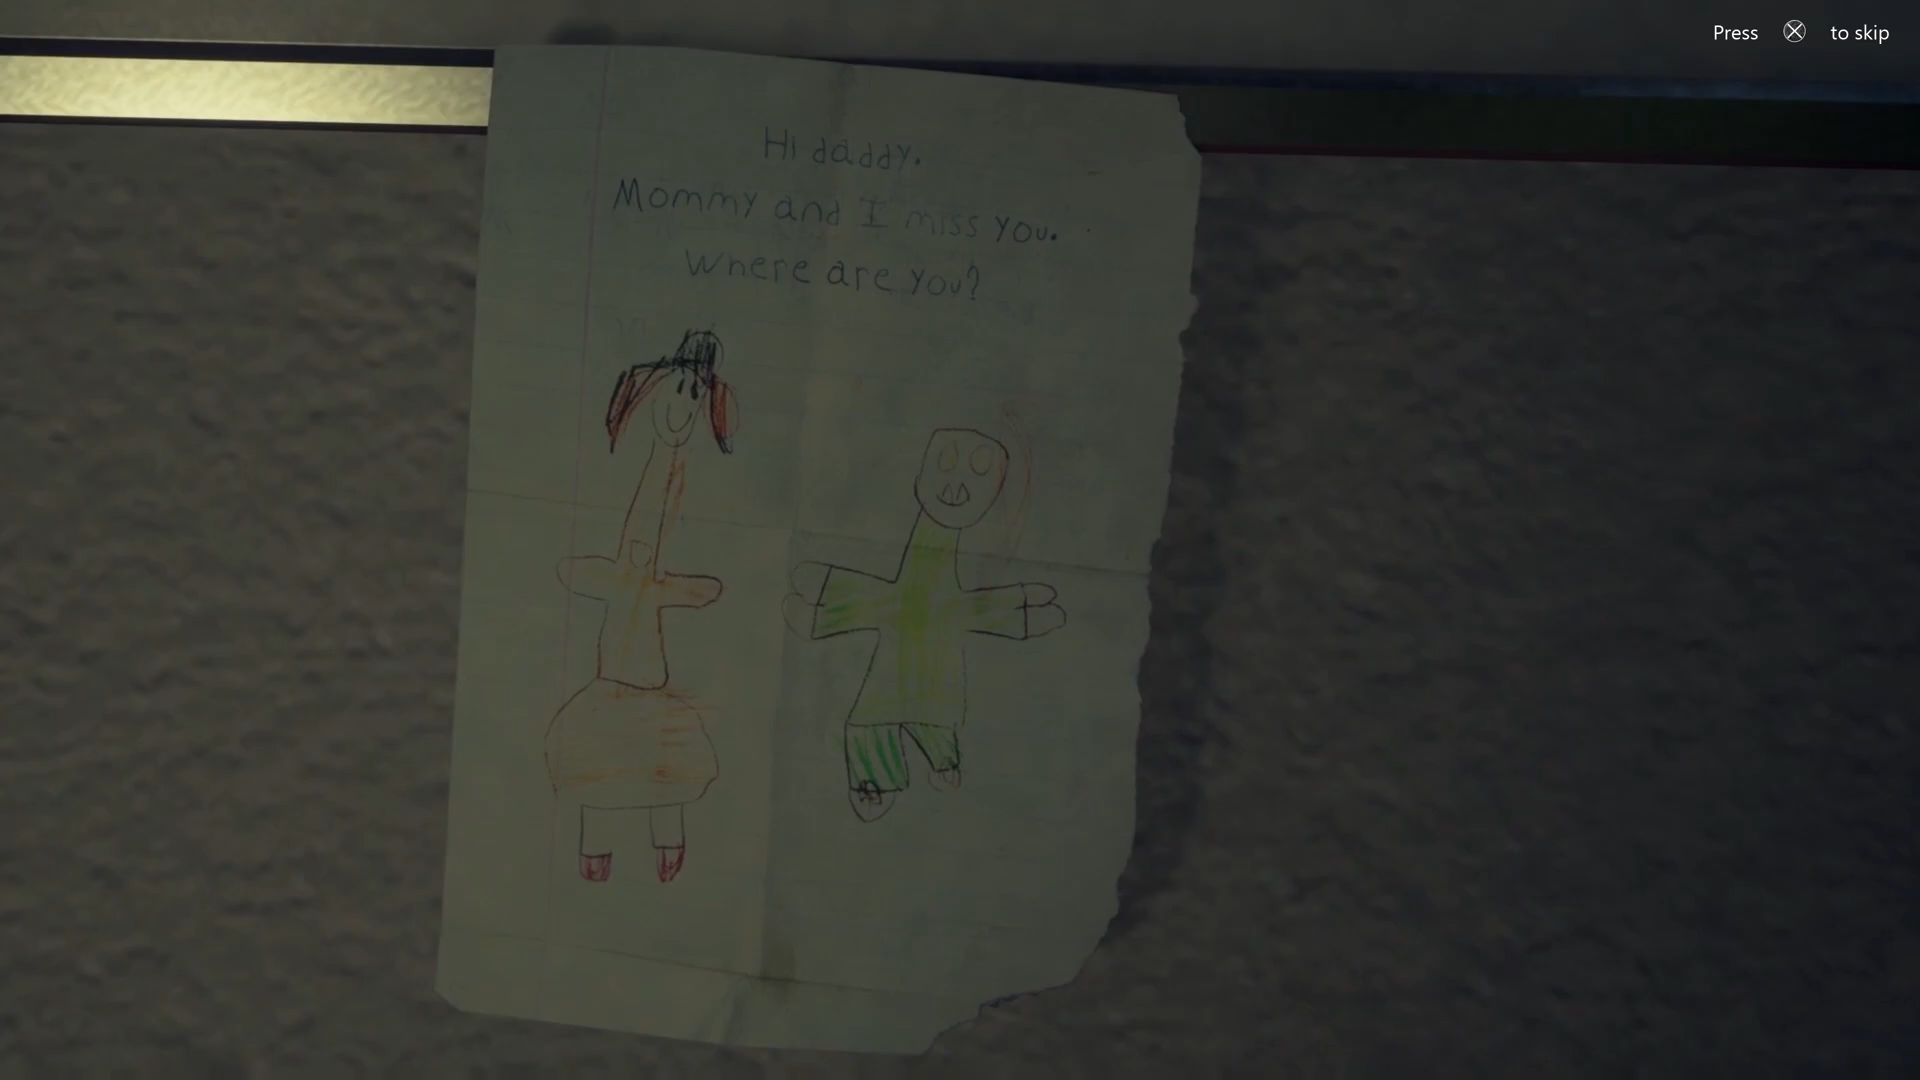 Press ⓧ to skip
Hi daddy.
Mommy and I miss you.
Where are you?